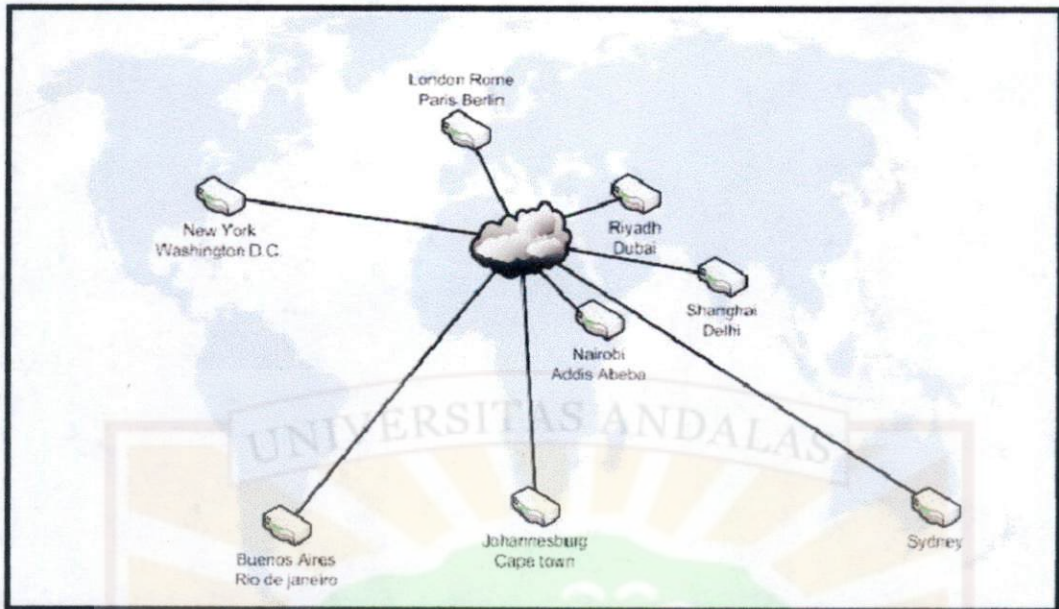 London Rome
Paris Berlin
New York
Washington D.C.
Riyadh
Dubai
Shanghai
Delhi
Nairobi
Addis Abeba
UNIVERSITAS ANDALAS
Buenos Aires
Rio de janeiro
Johannesburg
Cape town
Sydney